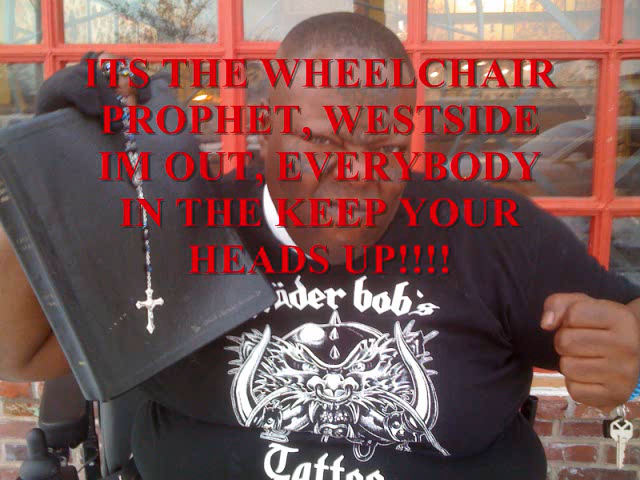 ITS THE WHEELCHAIR
PROPHET, WESTSIDE
IM OUT, EVERYBODY
IN THE KEEP YOUR
HEADS UP!!!!
bob's
Tattoo